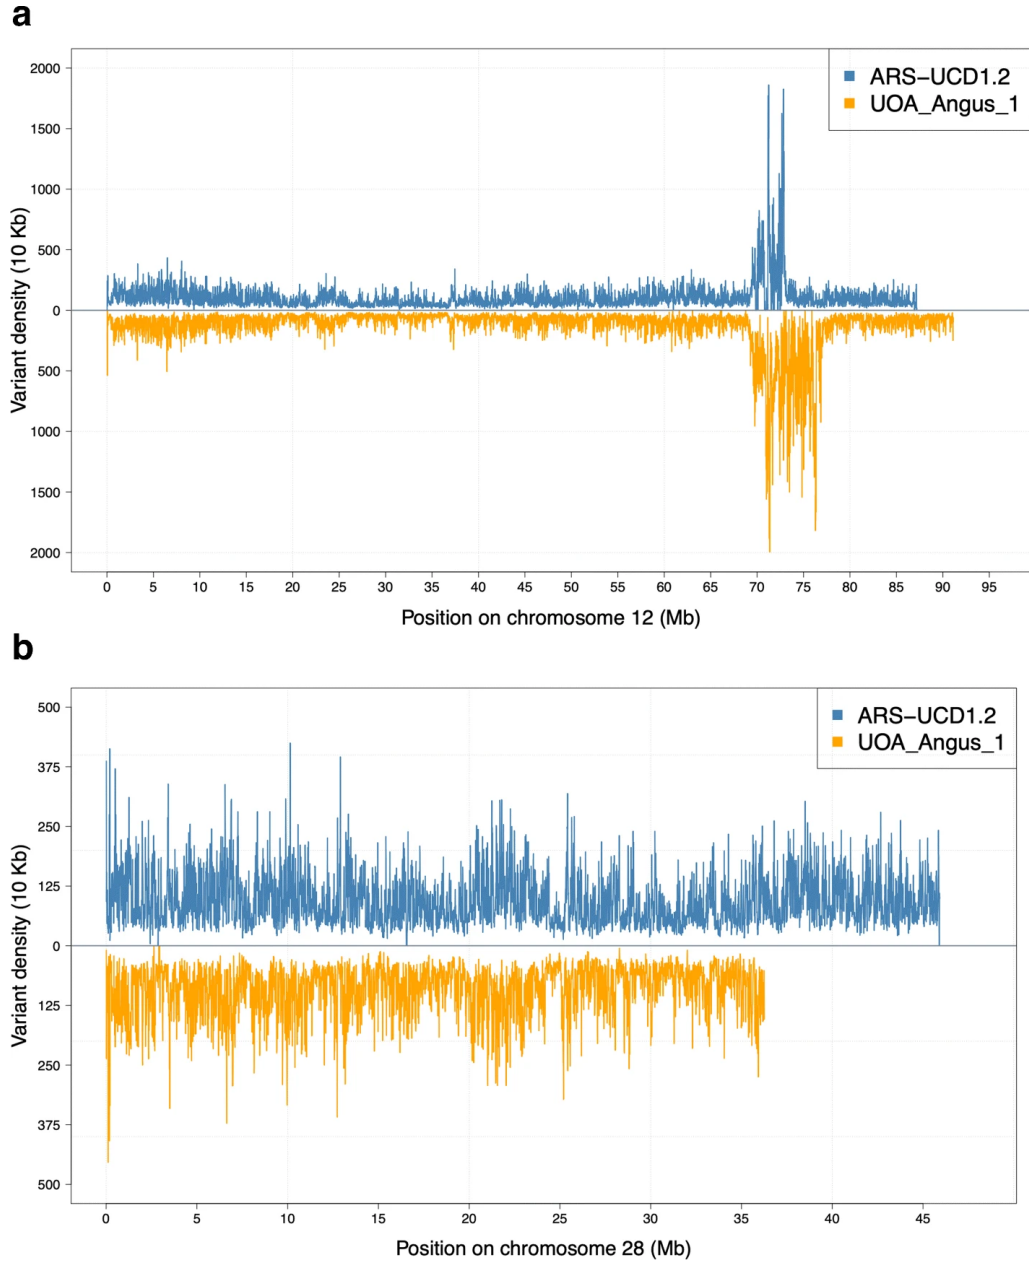 a
2000
1500
1000
500
0
500
1000
1500
2000
Variant density (10 Kb)
ARS−UCD1.2
UOA_Angus_1
0 5 10 15 20 25 30 35 40 45 50 55 60 65 70 75 80 85 90 95
Position on chromosome 12 (Mb)
b
500
375
250
125
0
125
250
375
500
Variant density (10 Kb)
ARS−UCD1.2
UOA_Angus_1
0 5 10 15 20 25 30 35 40 45
Position on chromosome 28 (Mb)